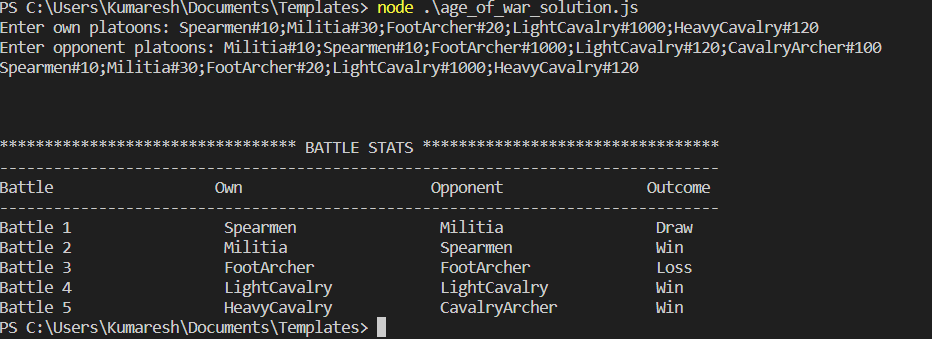 PS C:\Users\Kumaresh\Documents\Templates> node .\age_of_war_solution.js
Enter own platoons: Spearmen#10;Militia#30;FootArcher#20;LightCavalry#1000;HeavyCavalry#120
Enter opponent platoons: Militia#10;Spearmen#10;FootArcher#1000;LightCavalry#120;CavalryArcher#100
Spearmen#10;Militia#30;FootArcher#20;LightCavalry#1000;HeavyCavalry#120
********************************* BATTLE STATS *********************************
--------------------------------------------------------------------------------
Battle Own Opponent Outcome
--------------------------------------------------------------------------------
Battle 1 Spearmen Militia Draw
Battle 2 Militia Spearmen Win
Battle 3 FootArcher FootArcher Loss
Battle 4 LightCavalry LightCavalry Win
Battle 5 HeavyCavalry CavalryArcher Win
PS C:\Users\Kumaresh\Documents\Templates>